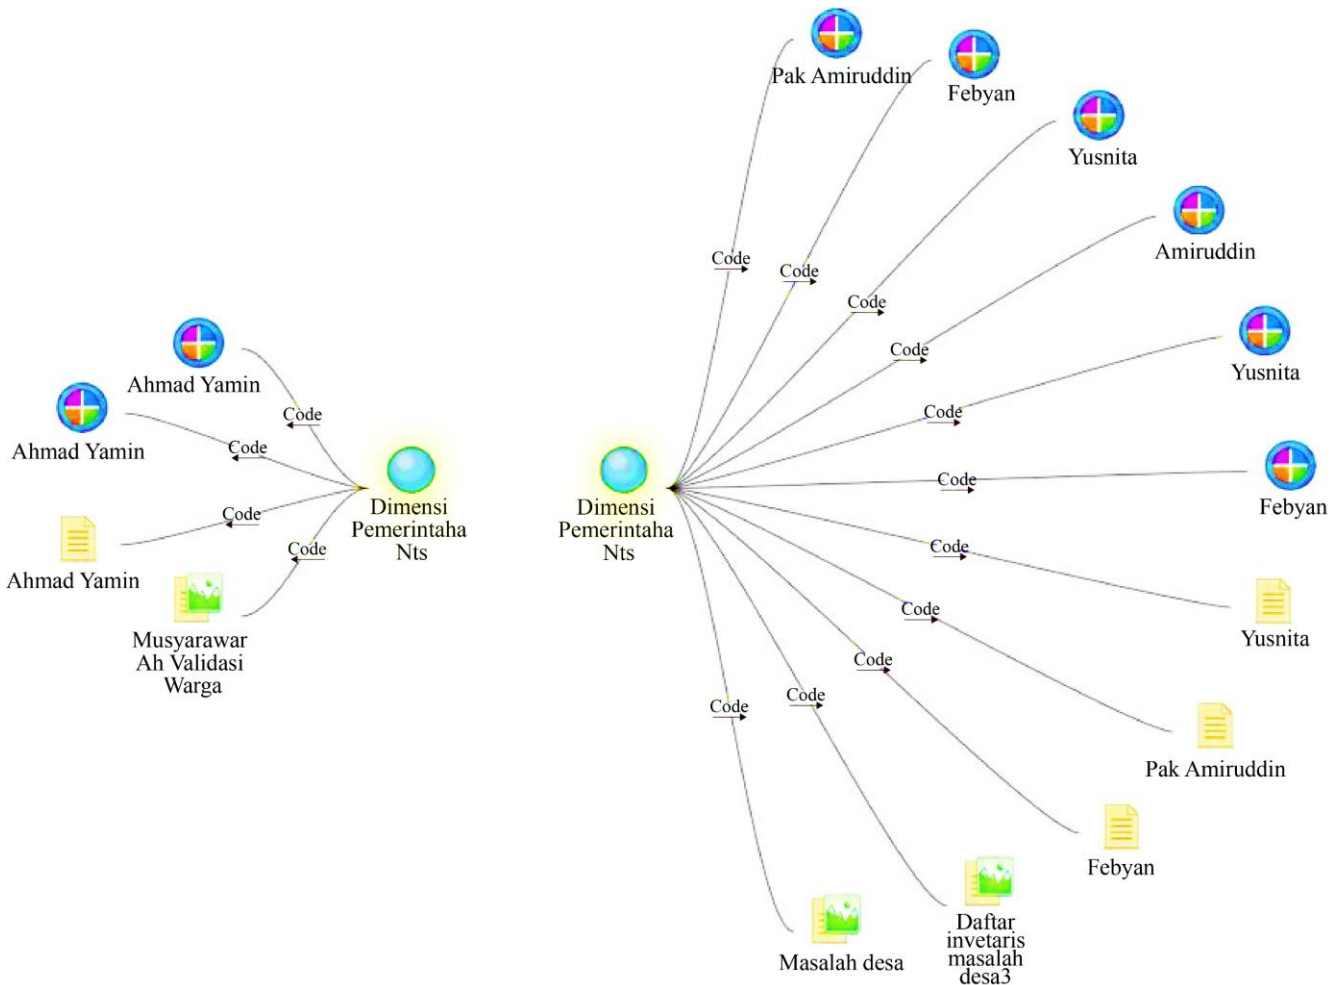 Pak Amiruddin
Febyan
Yusnita
Amiruddin
Code
Code
Code
Code
Yusnita
Ahmad Yamin
Code
Code
Ahmad Yamin
Code
Febyan
Code
Dimensi
Pemerintaha
Nts
Dimensi
Pemerintaha
Nts
Code
Code
Code
Ahmad Yamin
Code
Yusnita
Musyarawar
Ah Validasi
Warga
Code
Code
Code
Pak Amiruddin
Febyan
Daftar
invetaris
masalah
desa3
Masalah desa